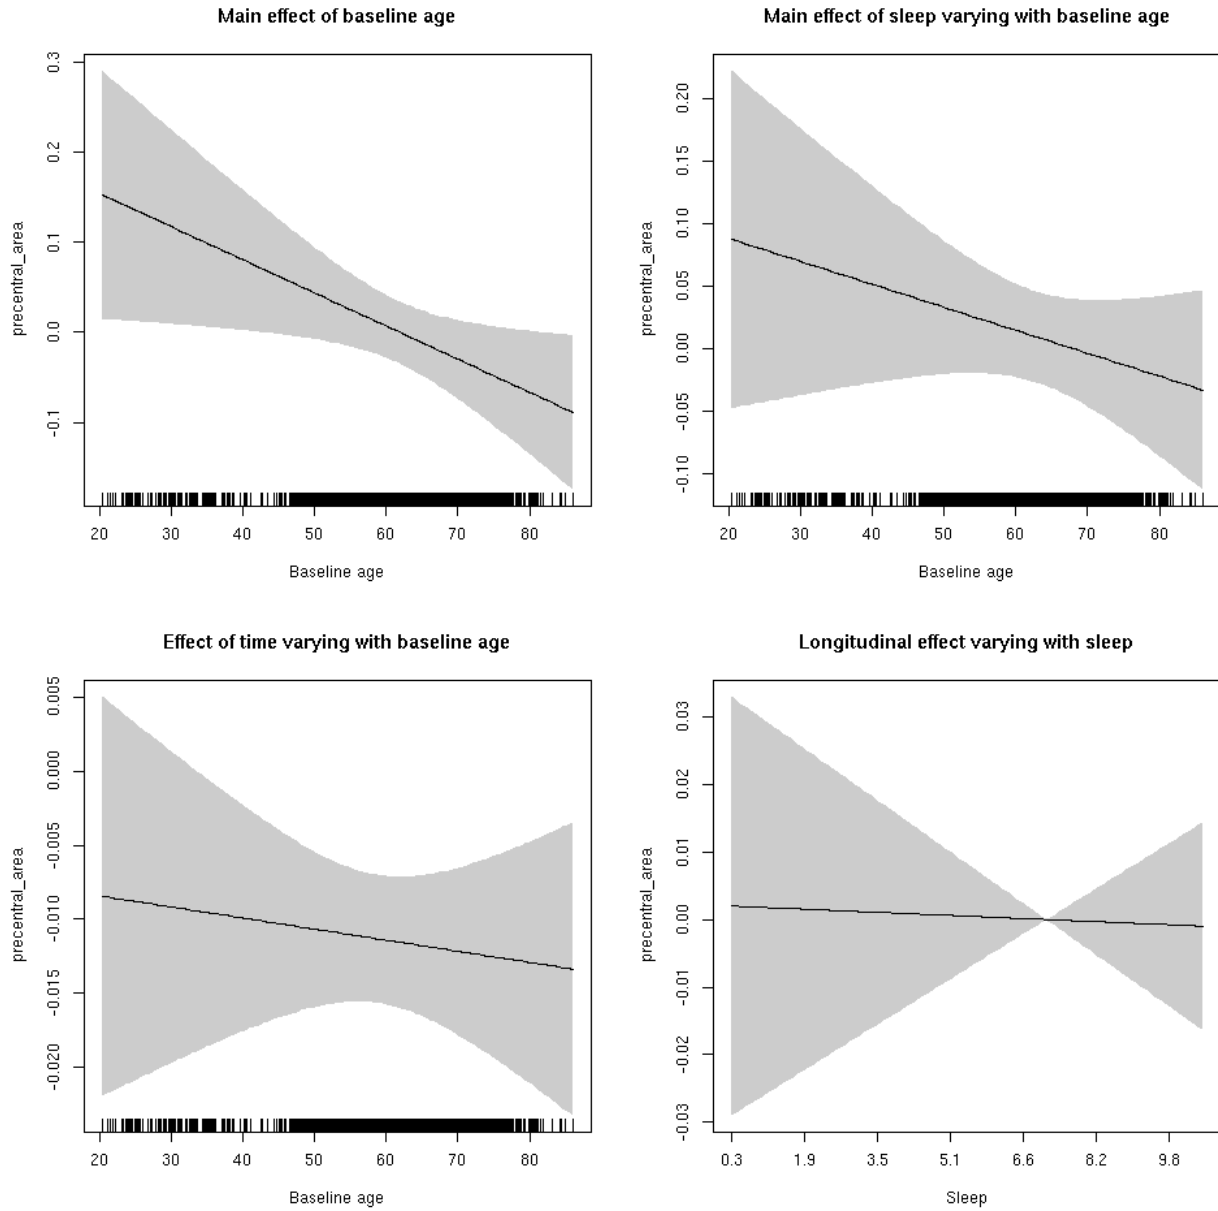 Main effect of baseline age
0.3
0.2
0.1
0.0
-0.1
precentral_area
20 30 40 50 60 70 80
Baseline age
Main effect of sleep varying with baseline age
0.20
0.15
0.10
0.05
0.00
-0.05
-0.10
precentral_area
20 30 40 50 60 70 80
Baseline age
Effect of time varying with baseline age
0.005
0.000
-0.005
-0.010
-0.015
-0.020
precentral_area
20 30 40 50 60 70 80
Baseline age
Longitudinal effect varying with sleep
0.03
0.02
0.01
0.00
-0.01
-0.02
-0.03
precentral_area
0.3 1.9 3.5 5.1 6.6 8.2 9.8
Sleep